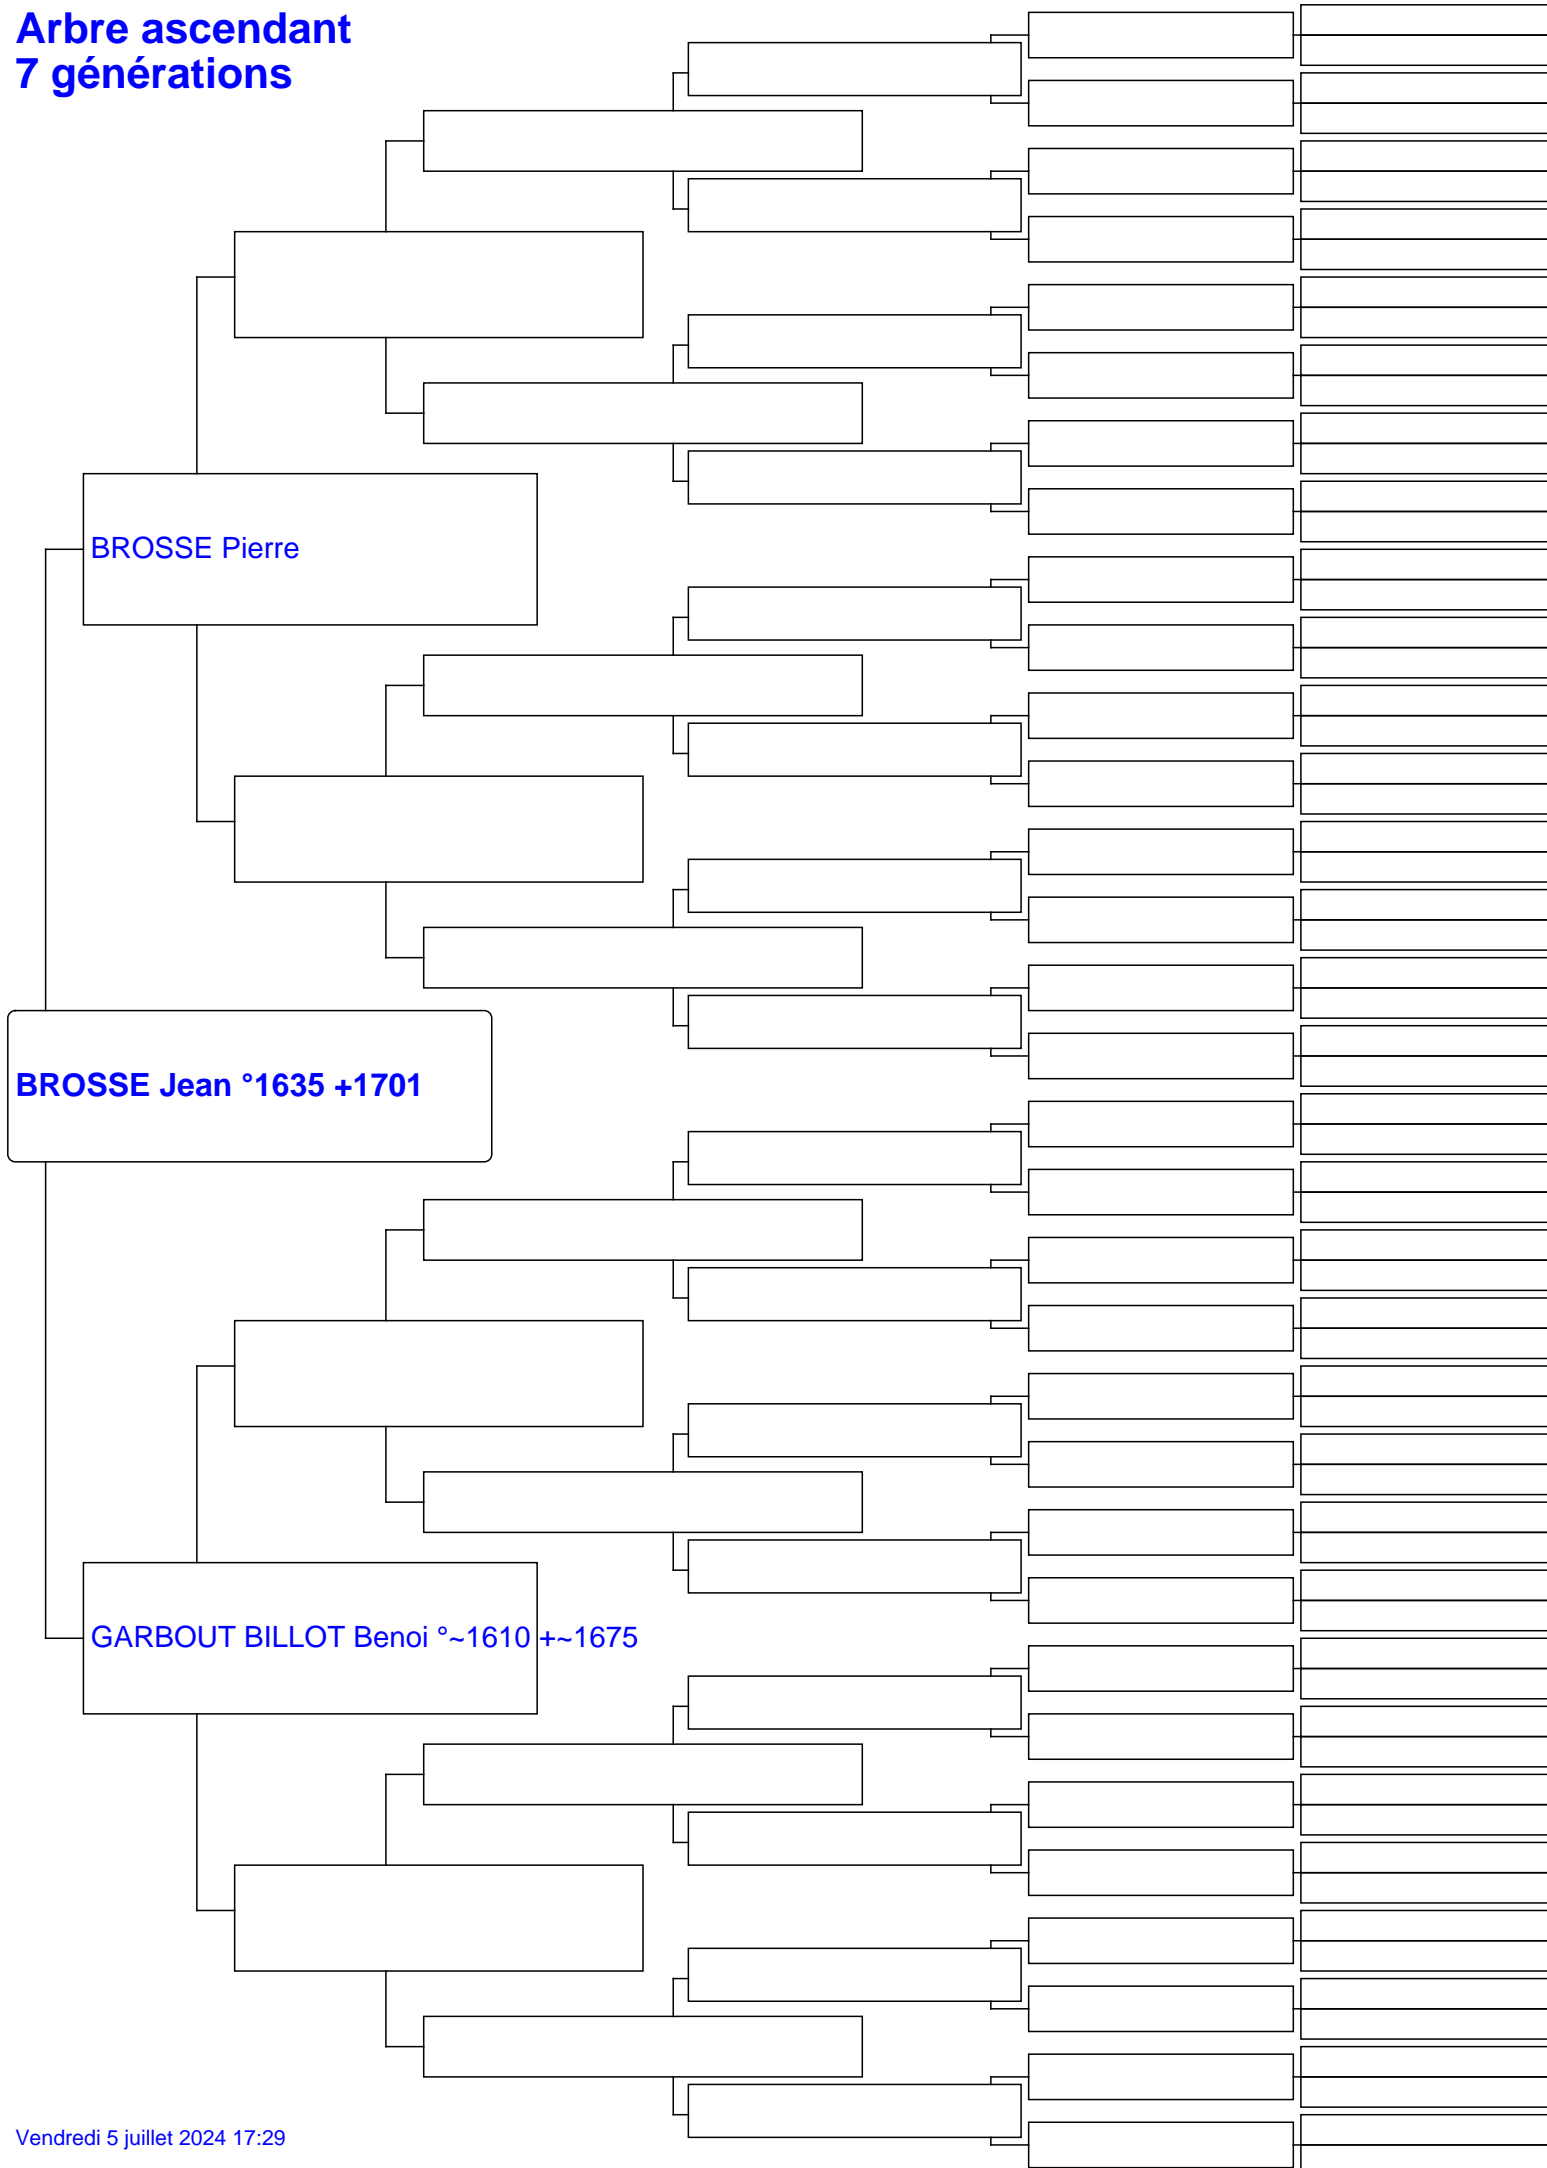 Arbre ascendant
7 générations
BROSSE Pierre
BROSSE Jean °1635 +1701
GARBOUT BILLOT Benoi °~1610 +~1675
Vendredi 5 juillet 2024 17:29